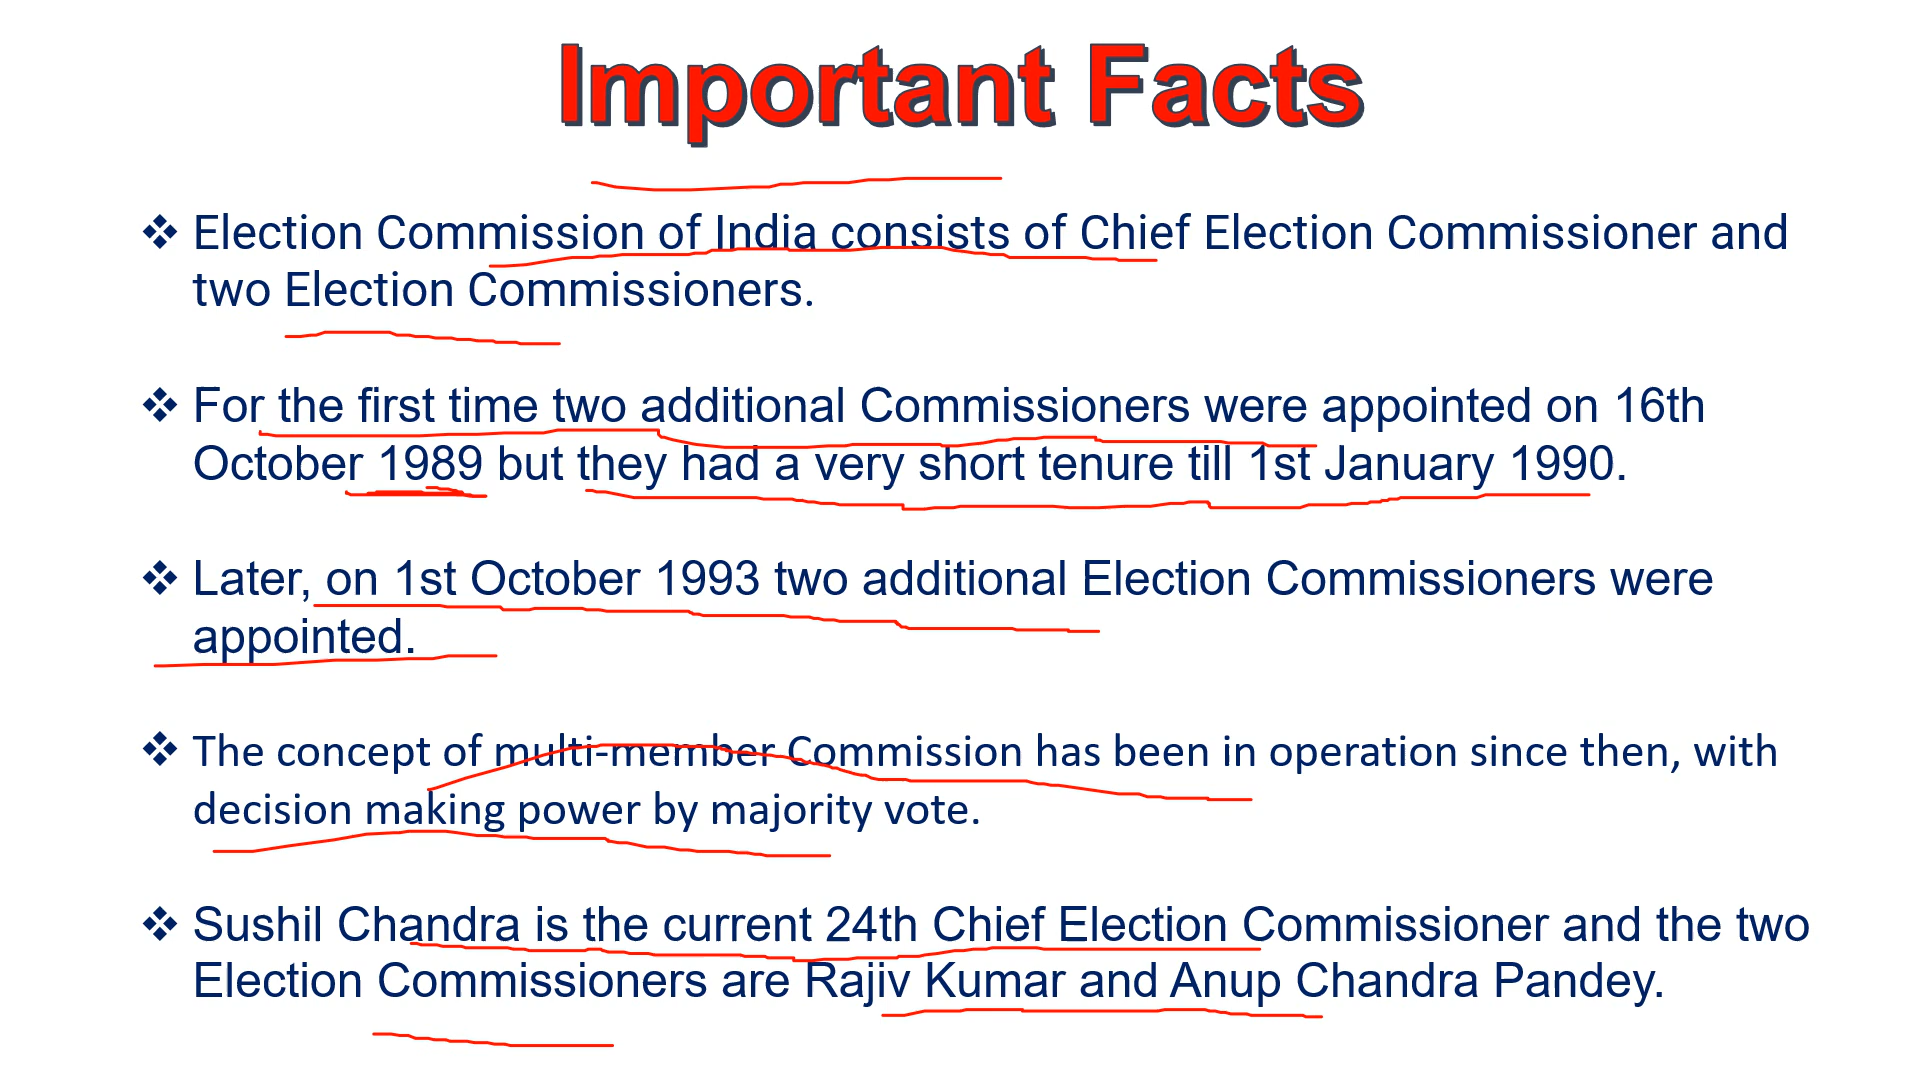 Important Facts
❖ Election Commission of India consists of Chief Election Commissioner and
two Election Commissioners.
❖ For the first time two additional Commissioners were appointed on 16th
October 1989 but they had a very short tenure till 1st January 1990.
❖ Later, on 1st October 1993 two additional Election Commissioners were
appointed.
❖ The concept of multi-member Commission has been in operation since then, with
decision making power by majority vote.
❖ Sushil Chandra is the current 24th Chief Election Commissioner and the two
Election Commissioners are Rajiv Kumar and Anup Chandra Pandey.